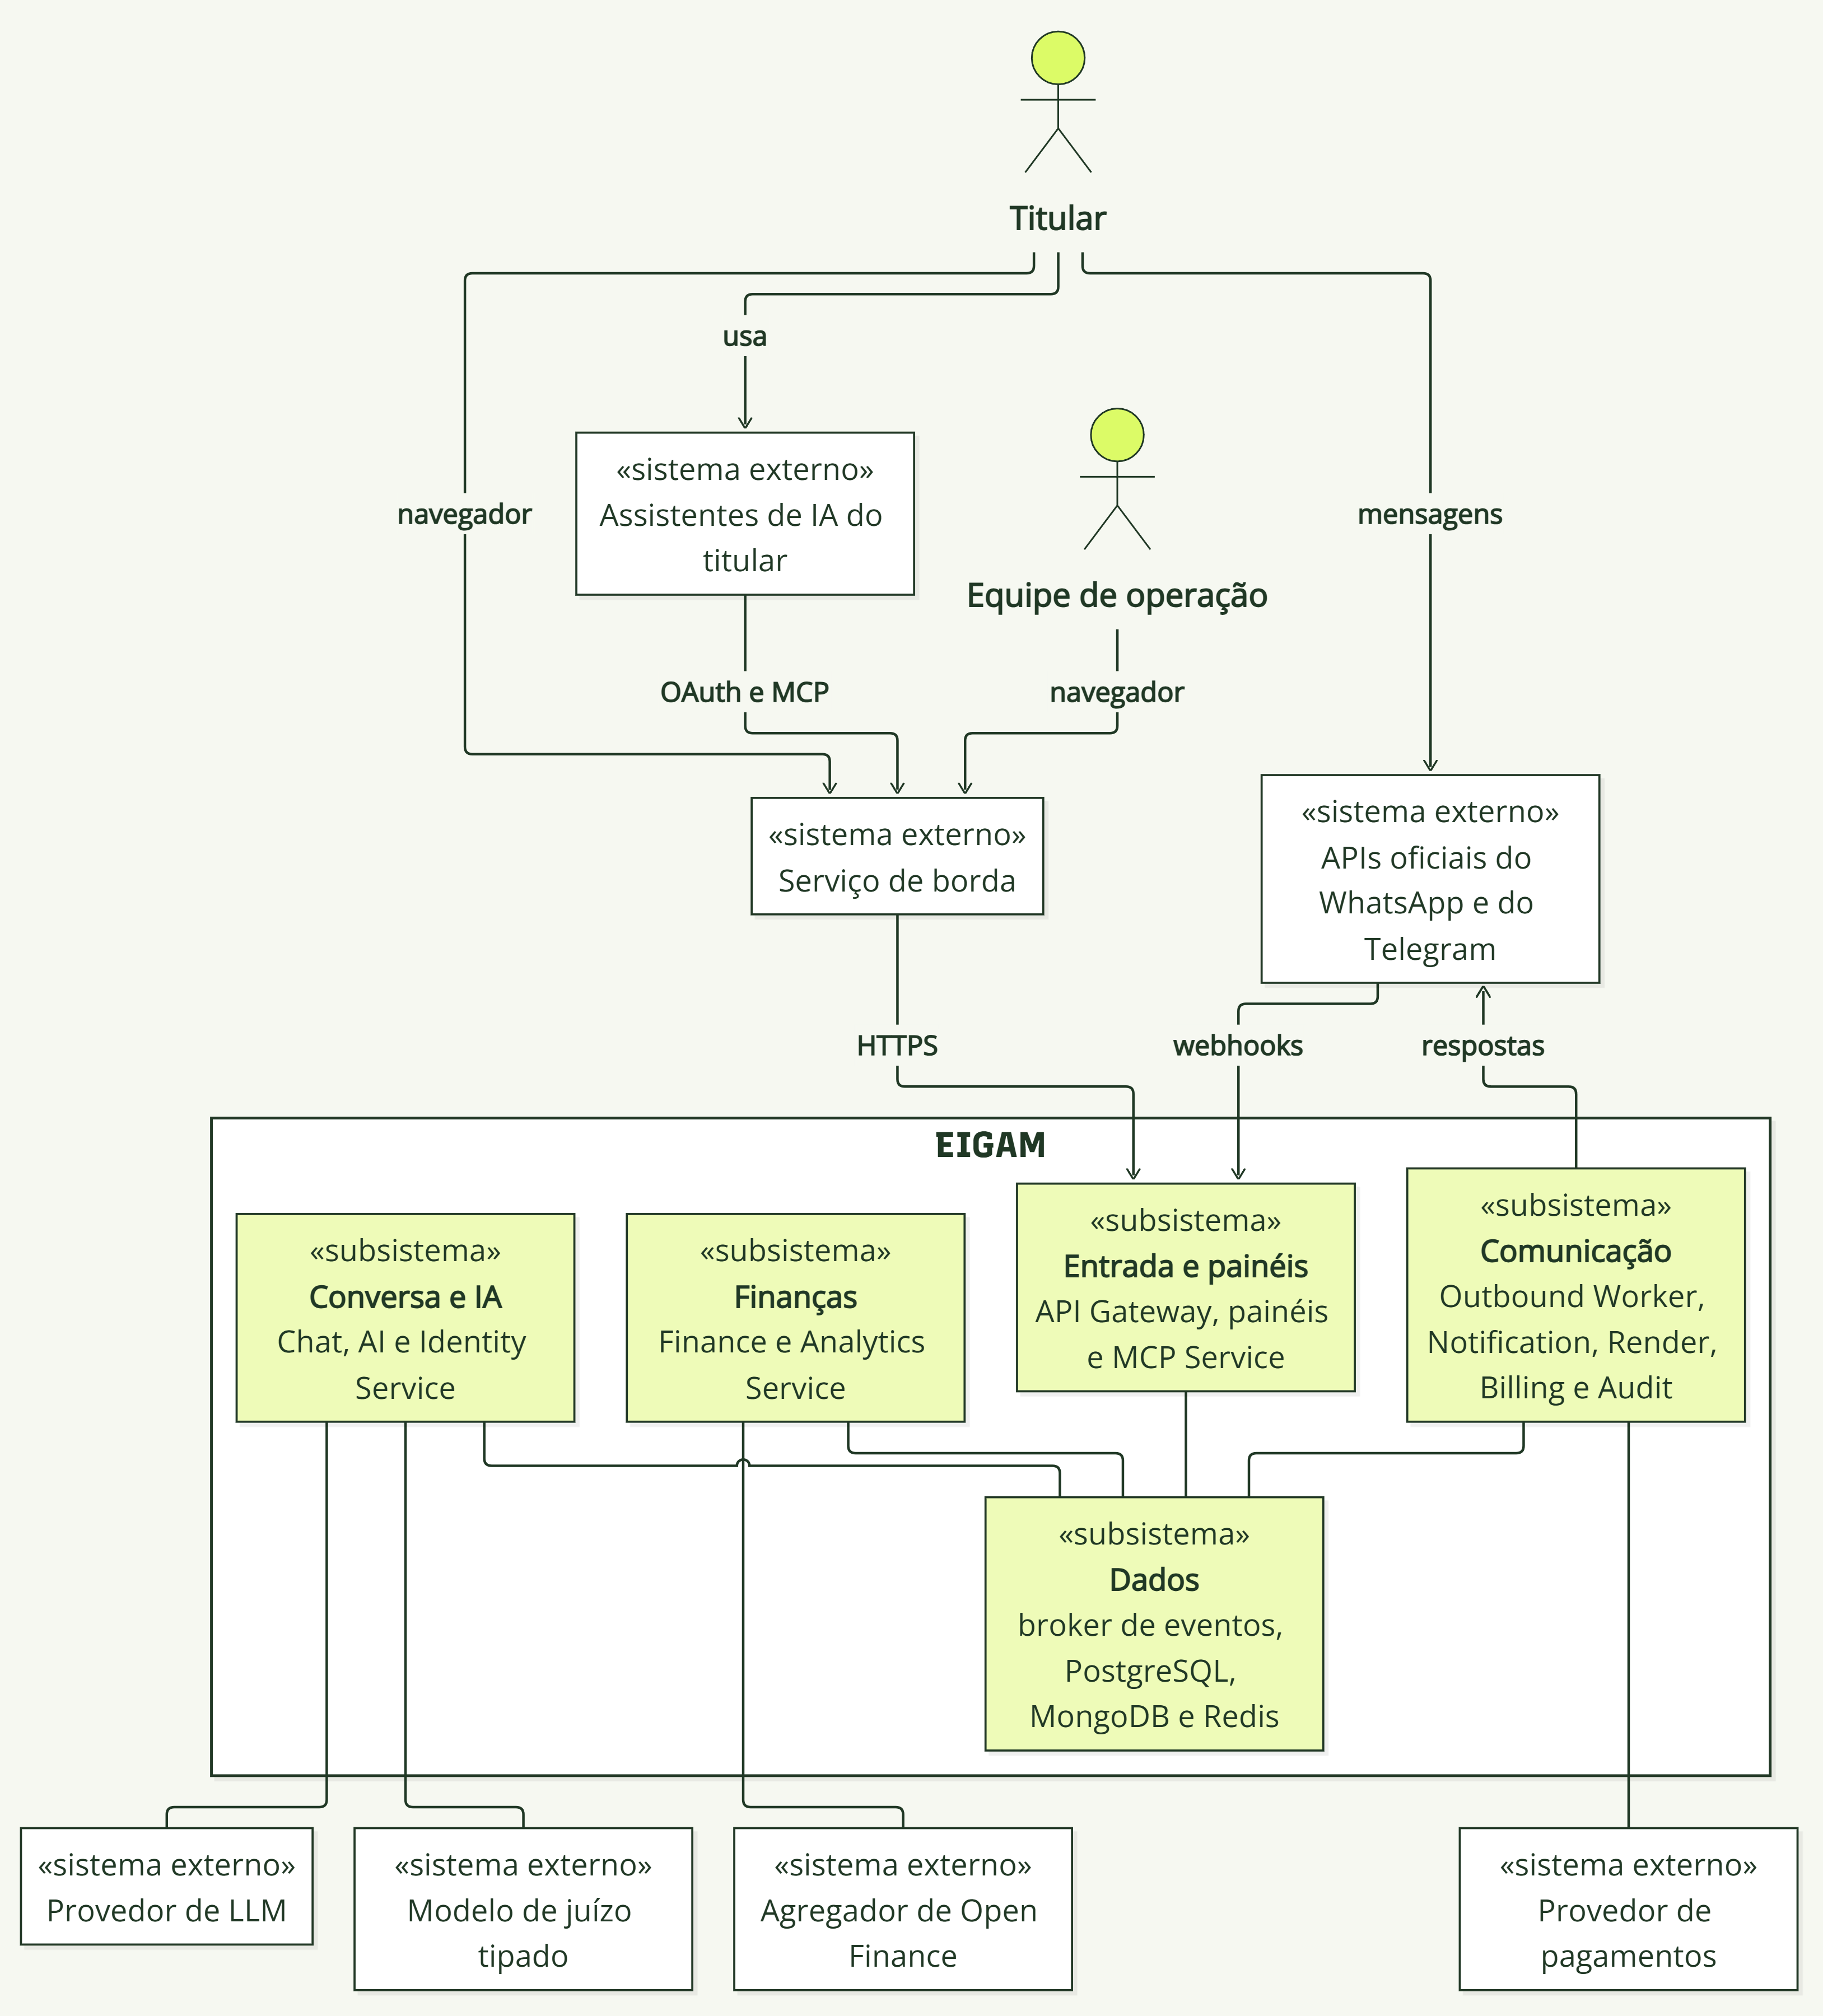 Titular
usa
«sistema externo»
Assistentes de IA do
titular
navegador
mensagens
Equipe de operação
OAuth e MCP
navegador
«sistema externo»
Serviço de borda
«sistema externo»
APIs oficiais do
WhatsApp e do
Telegram
HTTPS
webhooks
respostas
EIGAM
«subsistema»
Conversa e IA
Chat, AI e Identity
Service
«subsistema»
Finanças
Finance e Analytics
Service
«subsistema»
Entrada e painéis
API Gateway, painéis
e MCP Service
«subsistema»
Comunicação
Outbound Worker,
Notification, Render,
Billing e Audit
«subsistema»
Dados
broker de eventos,
PostgreSQL,
MongoDB e Redis
«sistema externo»
Provedor de LLM
«sistema externo»
Modelo de juízo
tipado
«sistema externo»
Agregador de Open
Finance
«sistema externo»
Provedor de
pagamentos